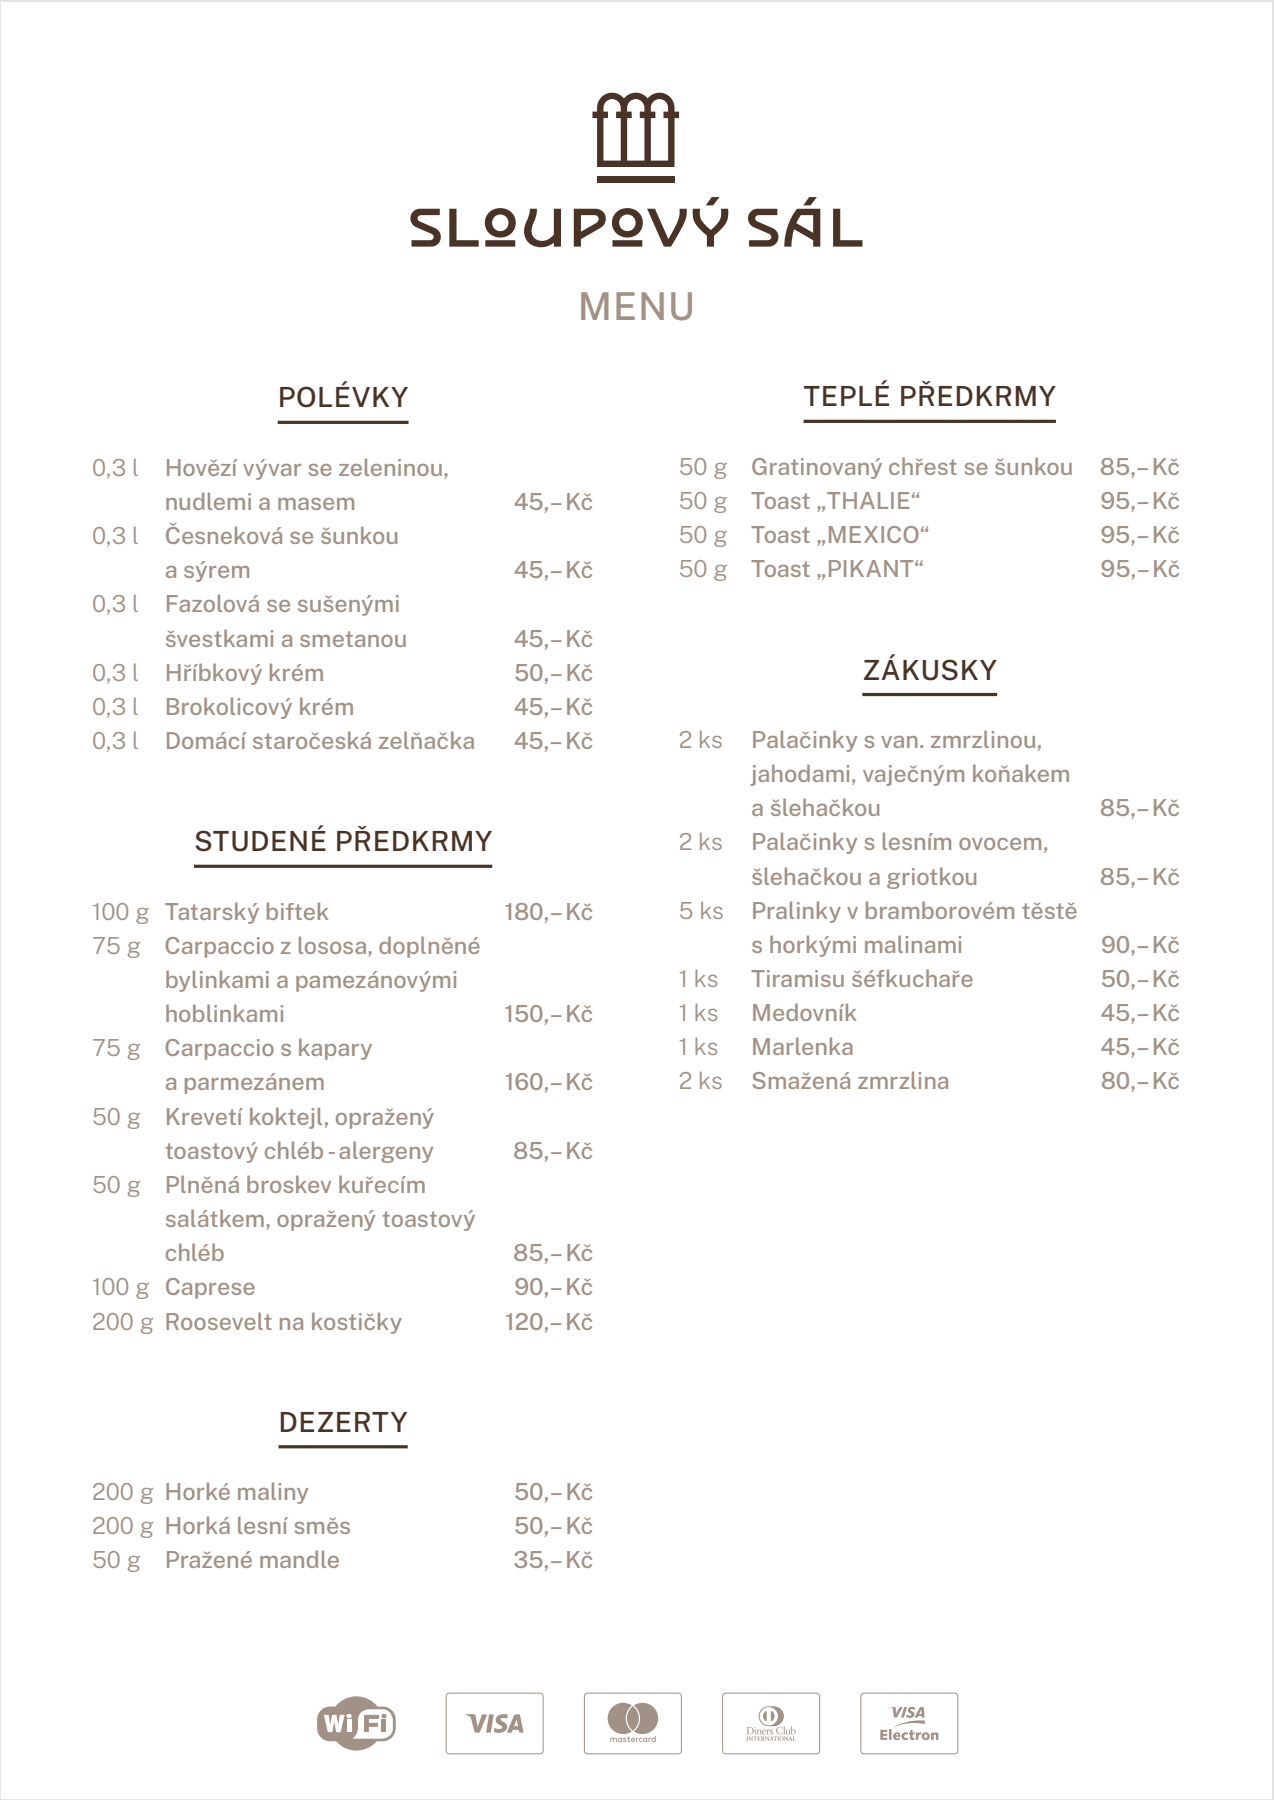 SLOUPOVÝ SÁL
MENU
POLÉVKY
0,3 l Hovězí vývar se zeleninou,
nudlemi a masem 45,– Kč
0,3 l Česneková se šunkou
a sýrem 45,– Kč
0,3 l Fazolová se sušenými
švestkami a smetanou 45,– Kč
0,3 l Hříbkový krém 50,– Kč
0,3 l Brokolicový krém 45,– Kč
0,3 l Domácí staročeská zelňačka 45,– Kč
STUDENÉ PŘEDKRMY
100 g Tatarský biftek 180,– Kč
75 g Carpaccio z lososa, doplněné
bylinkami a pamezánovými
hoblinkami 150,– Kč
75 g Carpaccio s kapary
a parmezánem 160,– Kč
50 g Krevetí koktejl, opražený
toastový chléb - alergeny 85,– Kč
50 g Plněná broskev kuřecím
salátkem, opražený toastový
chléb 85,– Kč
100 g Caprese 90,– Kč
200 g Roosevelt na kostičky 120,– Kč
DEZERTY
200 g Horké maliny 50,– Kč
200 g Horká lesní směs 50,– Kč
50 g Pražené mandle 35,– Kč
TEPLÉ PŘEDKRMY
50 g Gratinovaný chřest se šunkou 85,– Kč
50 g Toast „THALIE“ 95,– Kč
50 g Toast „MEXICO“ 95,– Kč
50 g Toast „PIKANT“ 95,– Kč
ZÁKUSKY
2 ks Palačinky s van. zmrzlinou,
jahodami, vaječným koňakem
a šlehačkou 85,– Kč
2 ks Palačinky s lesním ovocem,
šlehačkou a griotkou 85,– Kč
5 ks Pralinky v bramborovém těstě
s horkými malinami 90,– Kč
1 ks Tiramisu šéfkuchaře 50,– Kč
1 ks Medovník 45,– Kč
1 ks Marlenka 45,– Kč
2 ks Smažená zmrzlina 80,– Kč
WiFi
VISA
mastercard
Diners Club
INTERNATIONAL
VISA
Electron